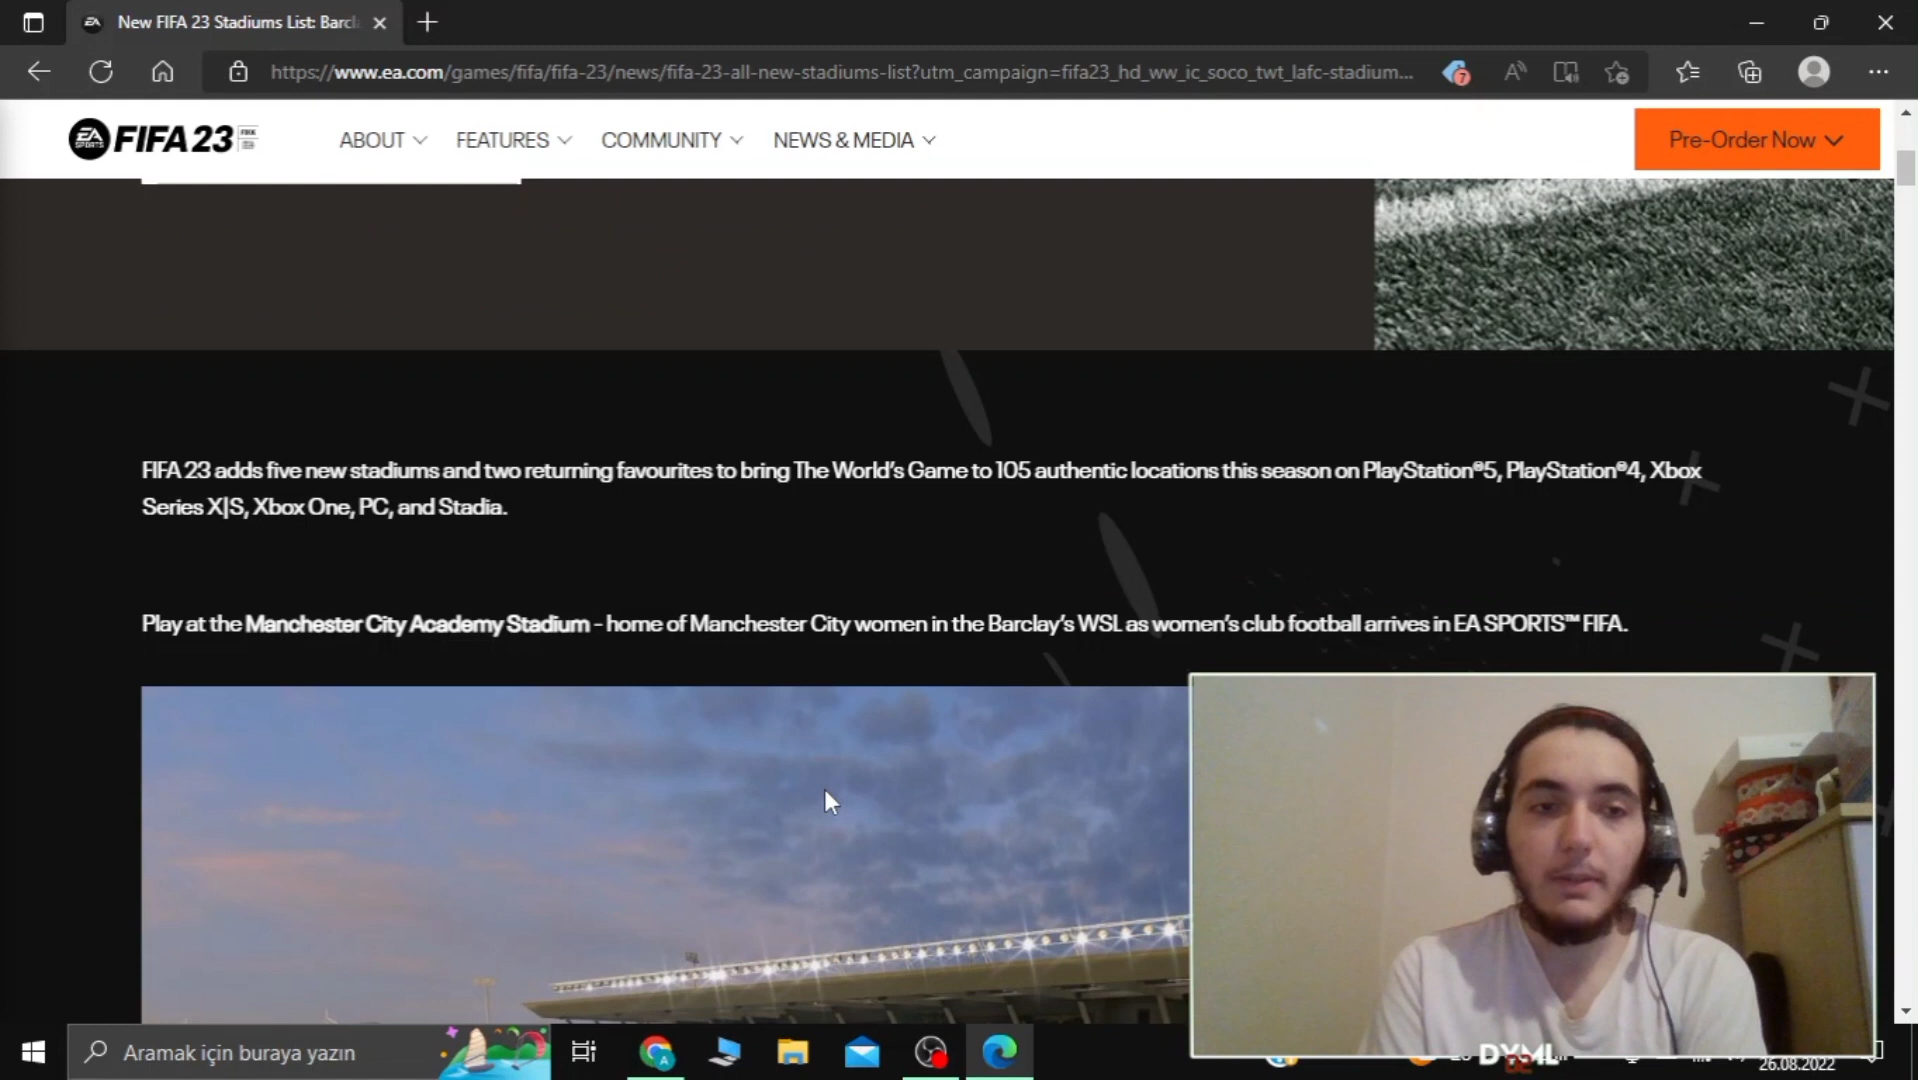 New FIFA 23 Stadiums List: Barcl
https://www.ea.com/games/fifa/fifa-23/news/fifa-23-all-new-stadiums-list?utm_campaign=fifa23_hd_ww_ic_soco_twt_lafc-stadium...
7
EA SPORTS FIFA 23
ABOUT FEATURES COMMUNITY NEWS & MEDIA
Pre-Order Now
FIFA 23 adds five new stadiums and two returning favourites to bring The World's Game to 105 authentic locations this season on PlayStation®5, PlayStation®4, Xbox
Series X|S, Xbox One, PC, and Stadia.
Play at the Manchester City Academy Stadium - home of Manchester City women in the Barclay's WSL as women's club football arrives in EA SPORTS™ FIFA.
Aramak için buraya yazın
A
26.08.2022